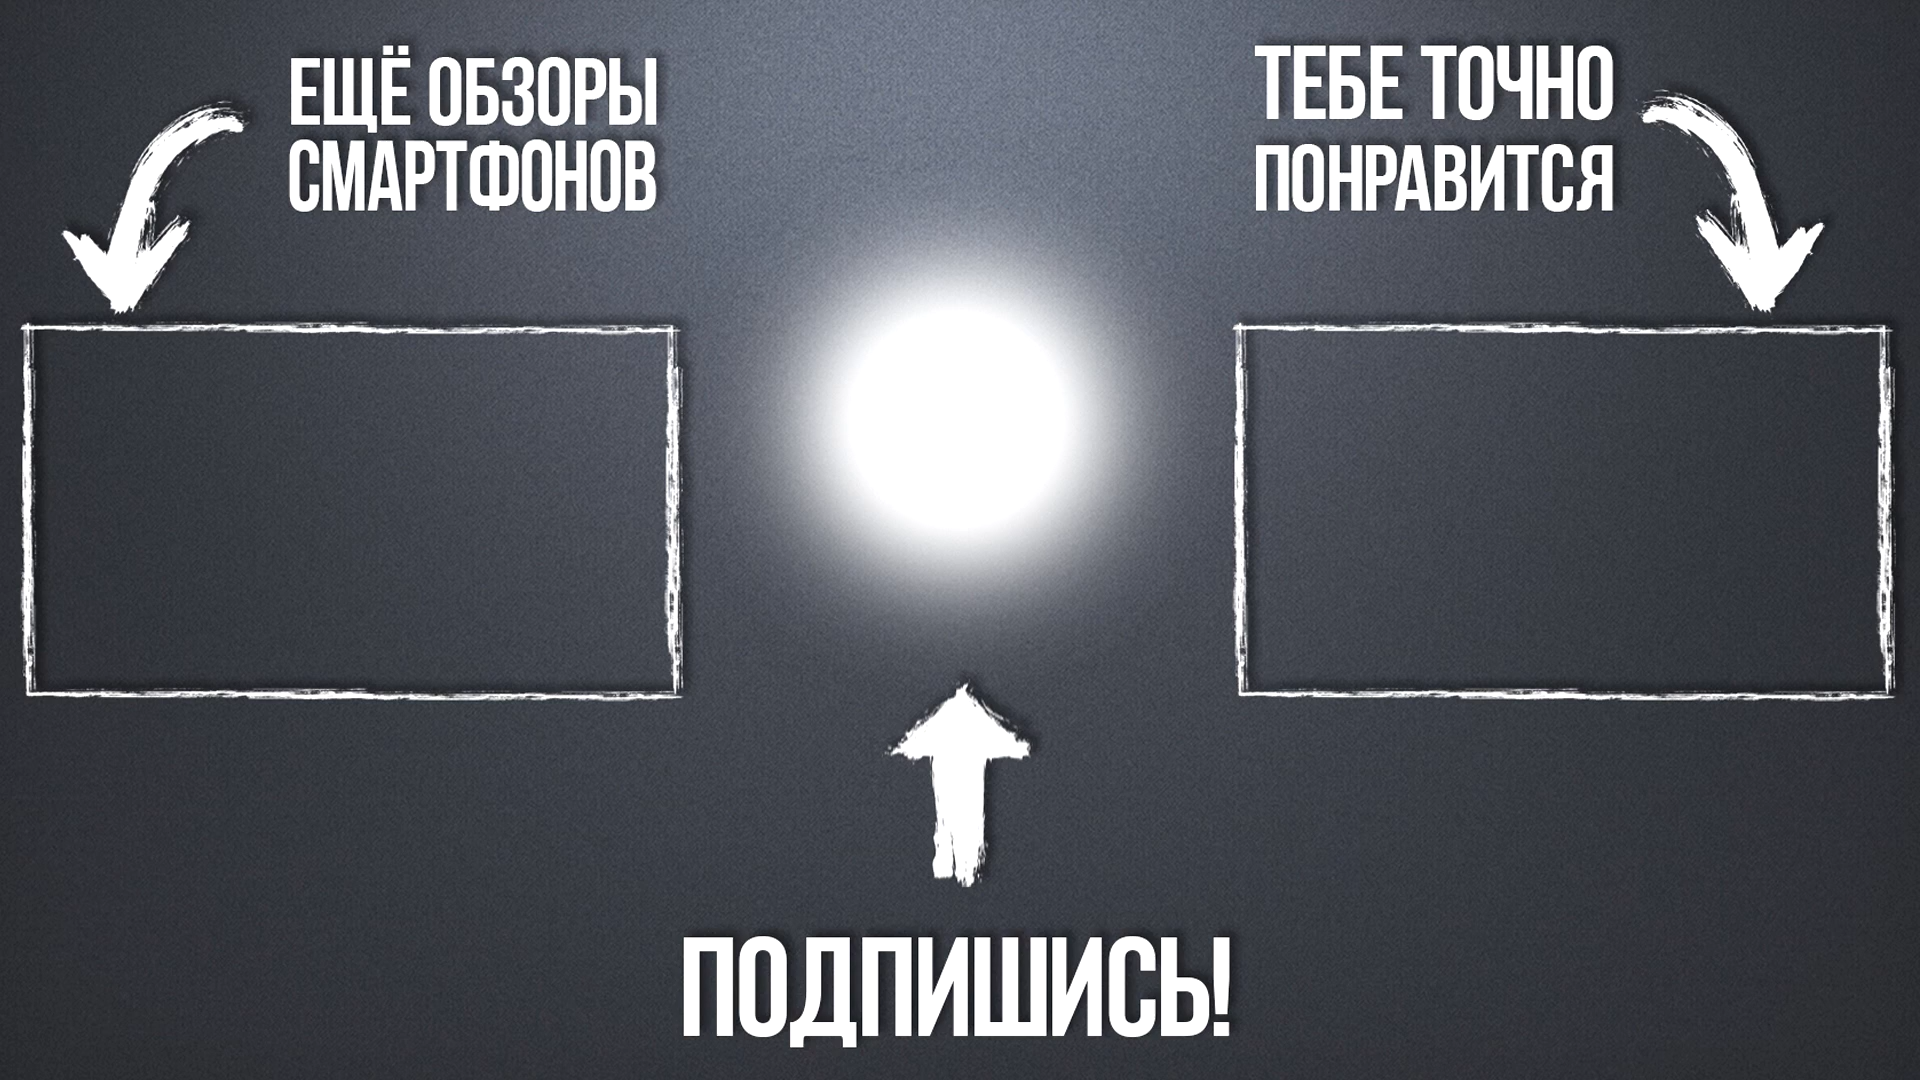 ЕЩЁ ОБЗОРЫ
СМАРТФОНОВ
ТЕБЕ ТОЧНО
ПОНРАВИТСЯ
ПОДПИШИСЬ!